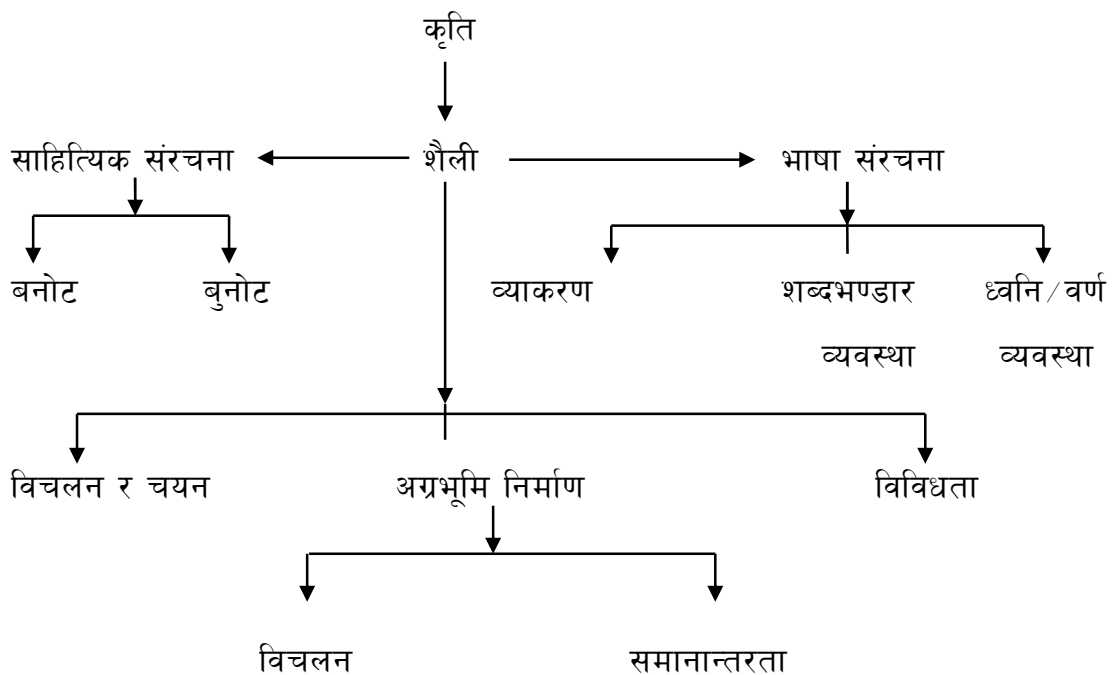 कृति
साहित्यिक संरचना शैली भाषा संरचना
बनोट बुनोट व्याकरण शब्दभण्डार ध्वनि/वर्ण
व्यवस्था व्यवस्था
विचलन र चयन अग्रभूमि निर्माण विविधता
विचलन समानान्तरता